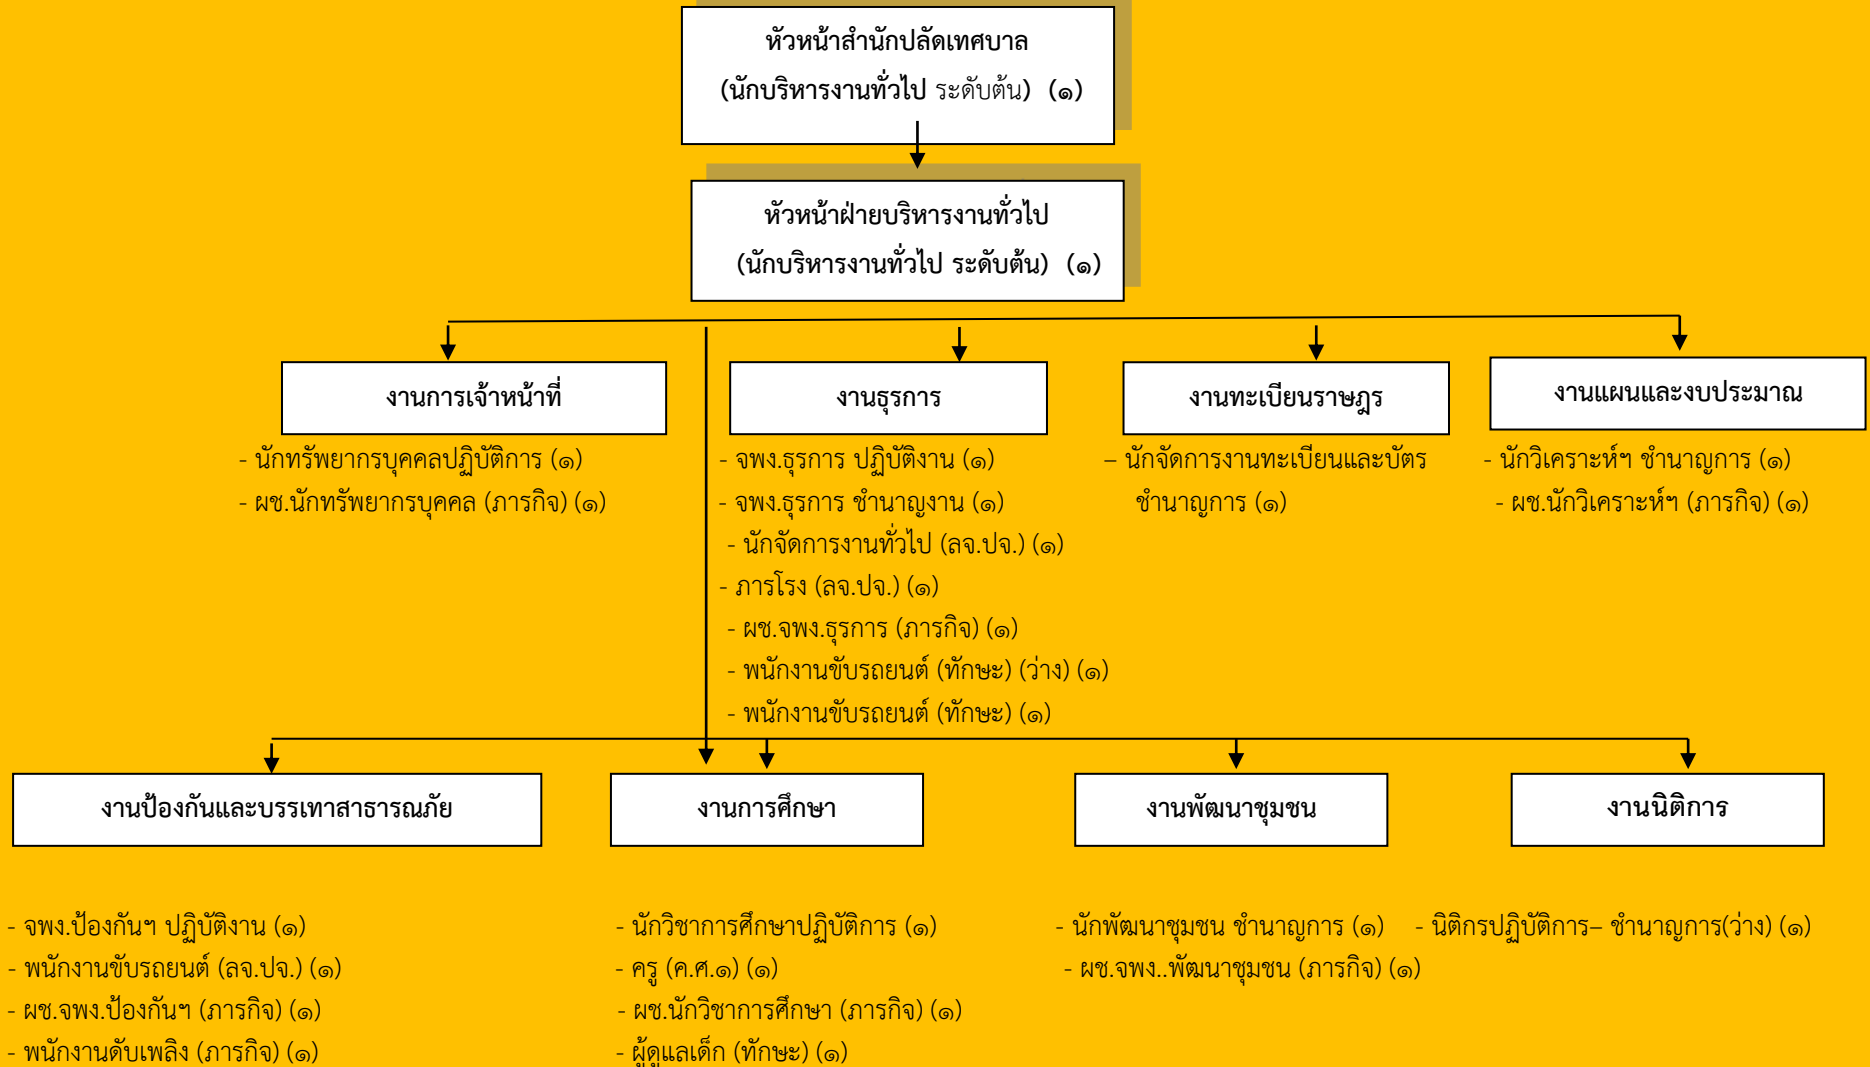 หัวหน้าสำนักปลัดเทศบาล
(นักบริหารงานทั่วไป ระดับต้น) (๑)
หัวหน้าฝ่ายบริหารงานทั่วไป
(นักบริหารงานทั่วไป ระดับต้น) (๑)
งานการเจ้าหน้าที่
- นักทรัพยากรบุคคลปฏิบัติการ (๑)
- ผช.นักทรัพยากรบุคคล (ภารกิจ) (๑)
งานธุรการ
- จพง.ธุรการ ปฏิบัติงาน (๑)
- จพง.ธุรการ ชำนาญงาน (๑)
- นักจัดการงานทั่วไป (ลจ.ปจ.) (๑)
- ภารโรง (ลจ.ปจ.) (๑)
- ผช.จพง.ธุรการ (ภารกิจ) (๑)
- พนักงานขับรถยนต์ (ทักษะ) (ว่าง) (๑)
- พนักงานขับรถยนต์ (ทักษะ) (๑)
งานทะเบียนราษฎร
– นักจัดการงานทะเบียนและบัตร
ชำนาญการ (๑)
งานแผนและงบประมาณ
- นักวิเคราะห์ฯ ชำนาญการ (๑)
- ผช.นักวิเคราะห์ฯ (ภารกิจ) (๑)
งานป้องกันและบรรเทาสาธารณภัย
- จพง.ป้องกันฯ ปฏิบัติงาน (๑)
- พนักงานขับรถยนต์ (ลจ.ปจ.) (๑)
- ผช.จพง.ป้องกันฯ (ภารกิจ) (๑)
- พนักงานดับเพลิง (ภารกิจ) (๑)
งานการศึกษา
- นักวิชาการศึกษาปฏิบัติการ (๑)
- ครู (ค.ศ.๑) (๑)
- ผช.นักวิชาการศึกษา (ภารกิจ) (๑)
- ผู้ดูแลเด็ก (ทักษะ) (๑)
งานพัฒนาชุมชน
- นักพัฒนาชุมชน ชำนาญการ (๑)
- ผช.จพง..พัฒนาชุมชน (ภารกิจ) (๑)
งานนิติการ
- นิติกรปฏิบัติการ– ชำนาญการ(ว่าง) (๑)